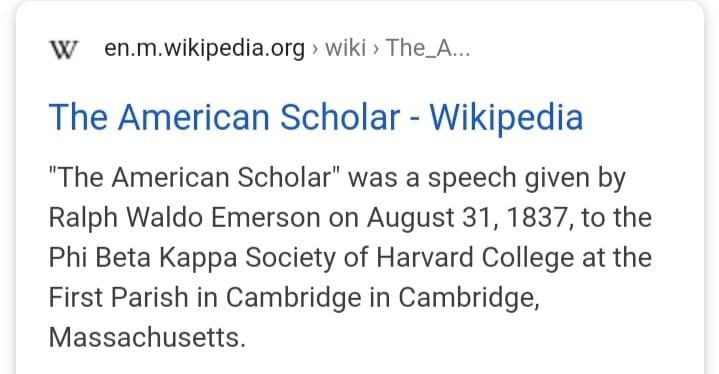 W en.m.wikipedia.org › wiki › The_A...
The American Scholar - Wikipedia
"The American Scholar" was a speech given by
Ralph Waldo Emerson on August 31, 1837, to the
Phi Beta Kappa Society of Harvard College at the
First Parish in Cambridge in Cambridge,
Massachusetts.